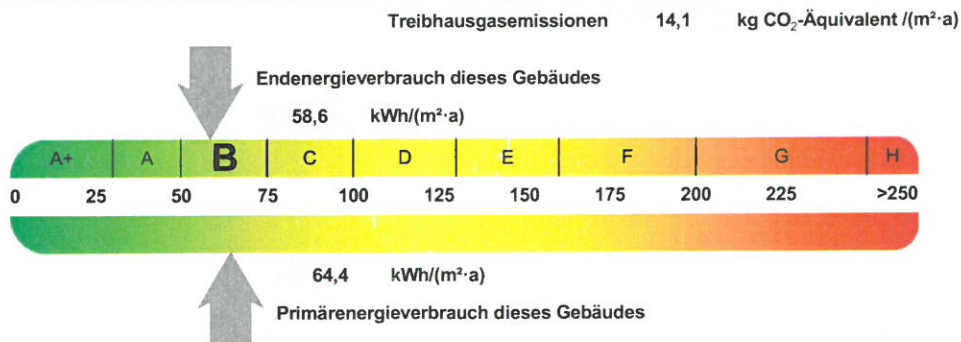 Treibhausgasemissionen 14,1 kg CO₂-Äquivalent /(m²·a)
Endenergieverbrauch dieses Gebäudes
58,6 kWh/(m²·a)
A+ A B C D E F G H
0 25 50 75 100 125 150 175 200 225 >250
64,4 kWh/(m²·a)
Primärenergieverbrauch dieses Gebäudes